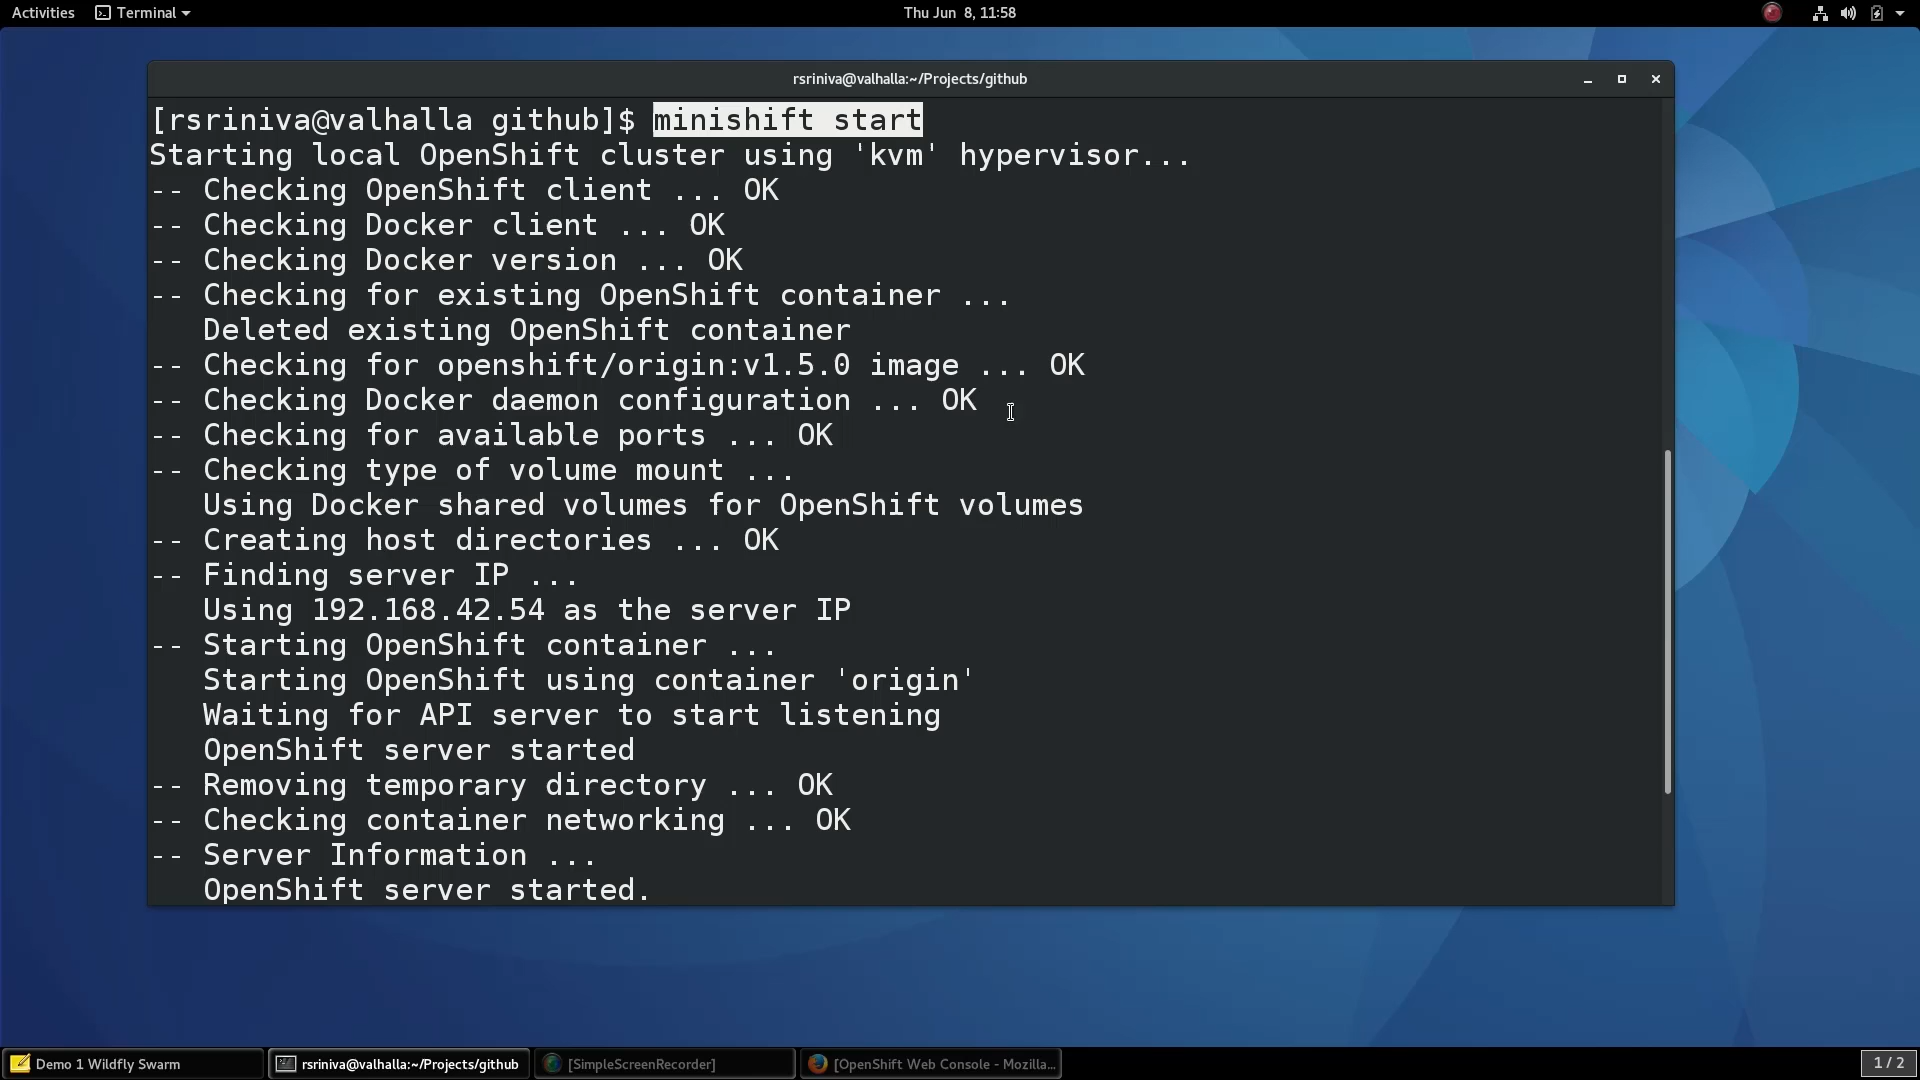 Activities
Terminal
Thu Jun 8, 11:58
rsriniva@valhalla:~/Projects/github
[rsriniva@valhalla github]$ minishift start
Starting local OpenShift cluster using 'kvm' hypervisor...
-- Checking OpenShift client ... OK
-- Checking Docker client ... OK
-- Checking Docker version ... OK
-- Checking for existing OpenShift container ...
   Deleted existing OpenShift container
-- Checking for openshift/origin:v1.5.0 image ... OK
-- Checking Docker daemon configuration ... OK
-- Checking for available ports ... OK
-- Checking type of volume mount ...
   Using Docker shared volumes for OpenShift volumes
-- Creating host directories ... OK
-- Finding server IP ...
   Using 192.168.42.54 as the server IP
-- Starting OpenShift container ...
   Starting OpenShift using container 'origin'
   Waiting for API server to start listening
   OpenShift server started
-- Removing temporary directory ... OK
-- Checking container networking ... OK
-- Server Information ...
   OpenShift server started.
Demo 1 Wildfly Swarm
rsriniva@valhalla:~/Projects/github
[SimpleScreenRecorder]
[OpenShift Web Console - Mozilla...
1 / 2